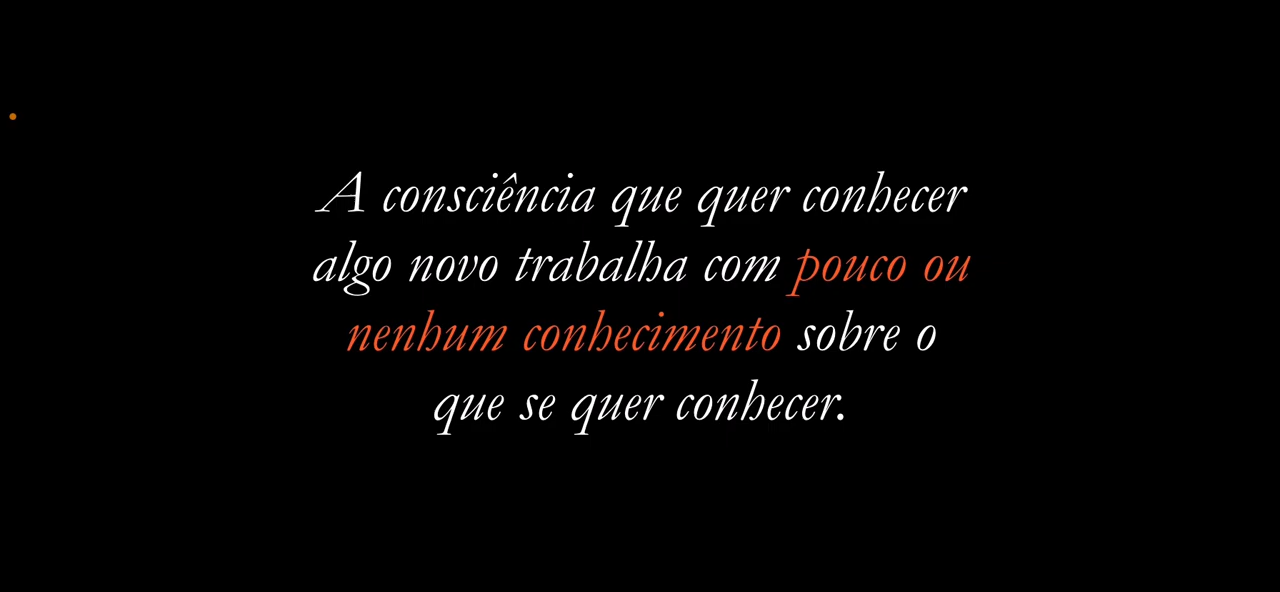 A consciência que quer conhecer
algo novo trabalha com pouco ou
nenhum conhecimento sobre o
que se quer conhecer.